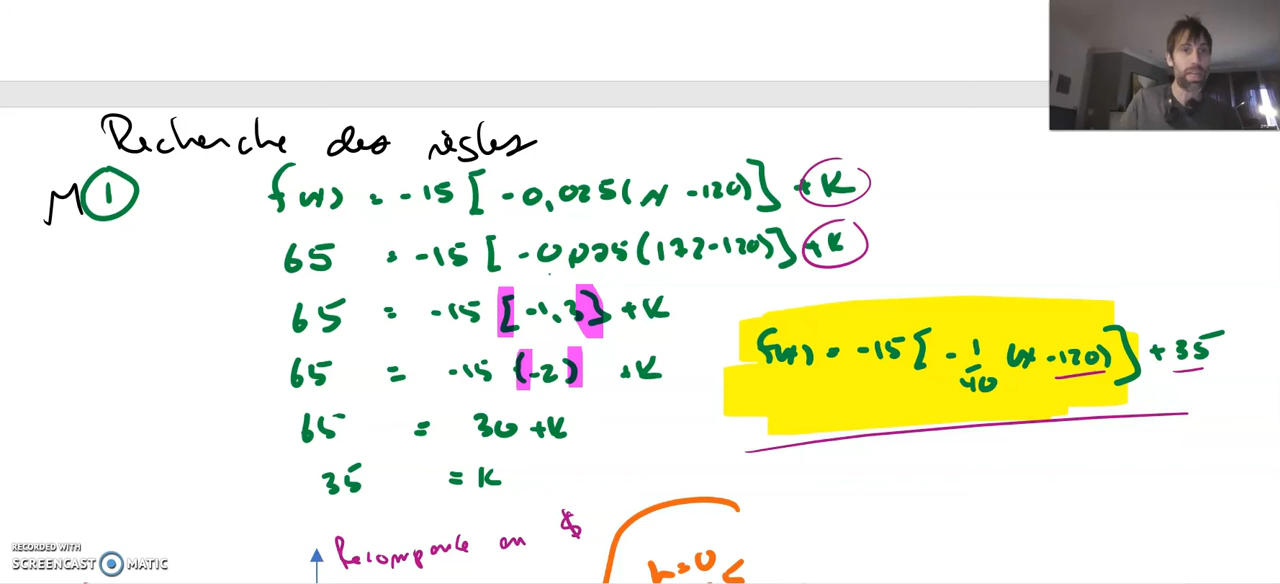 Recherche des règles
M 1
f(x) = -15 [ -0,025(x -120)] +K
65 = -15 [ -0,025(172-120)] +K
65 = -15 [-1,3] +K
65 = -15 (-2) +K
65 = 30 +K
35 = K
f(x) = -15 [ -1/40 (x -120)] +35
Récompense en $
h=0
RECORDED WITH
SCREENCAST MATIC